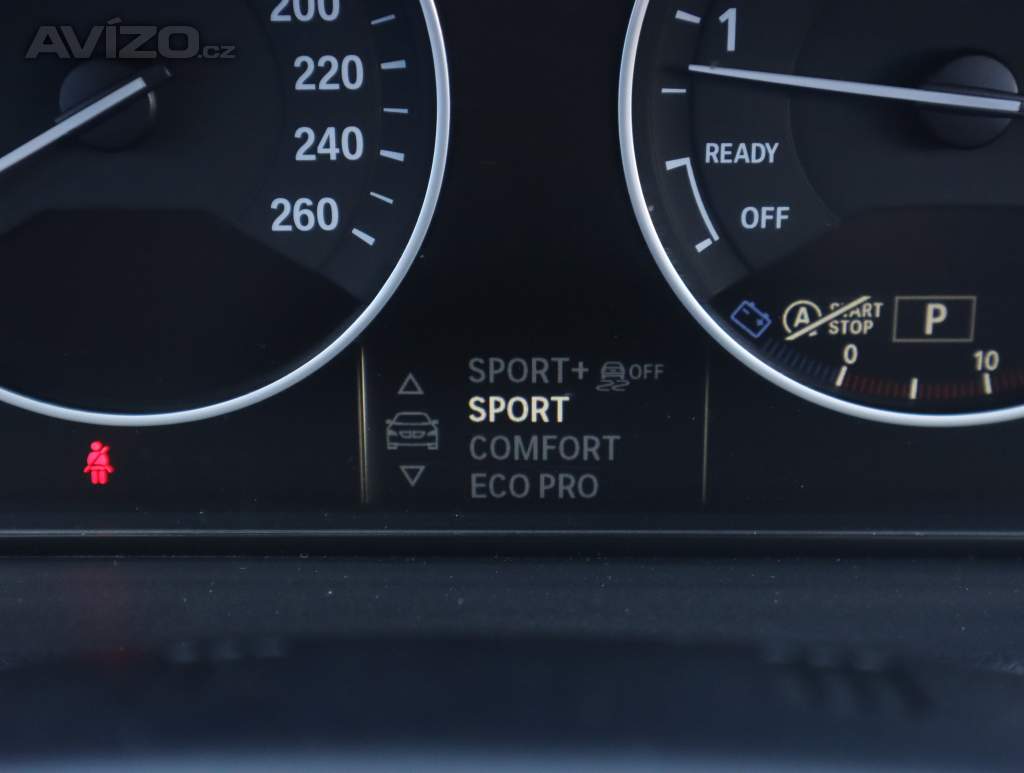 AVÍZO.cz
200
220
240
260
1
READY
OFF
A START
STOP
P
0
10
SPORT+ OFF
SPORT
COMFORT
ECO PRO